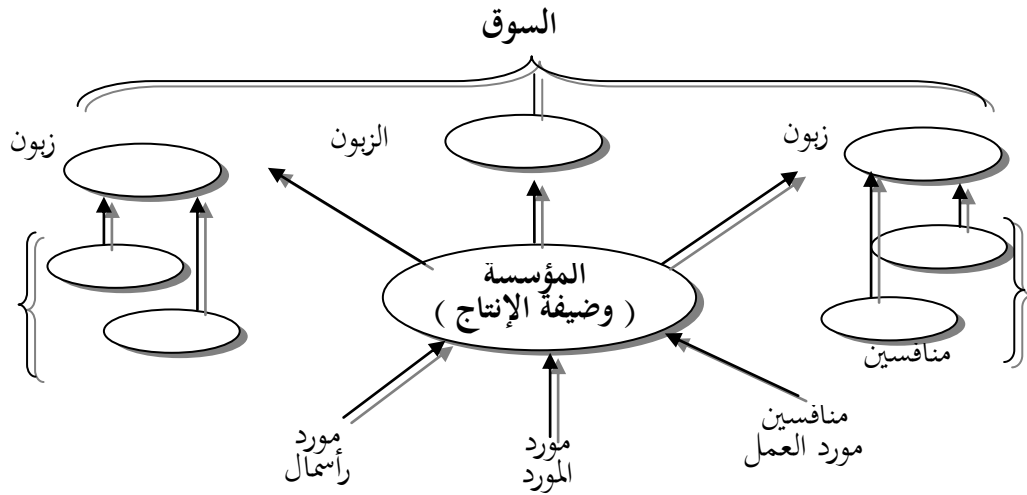 السوق
زبون
الزبون
زبون
المؤسسة
( وضيفة الإنتاج )
منافسين
منافسين
مورد العمل
مورد
المورد
مورد
رأسمال